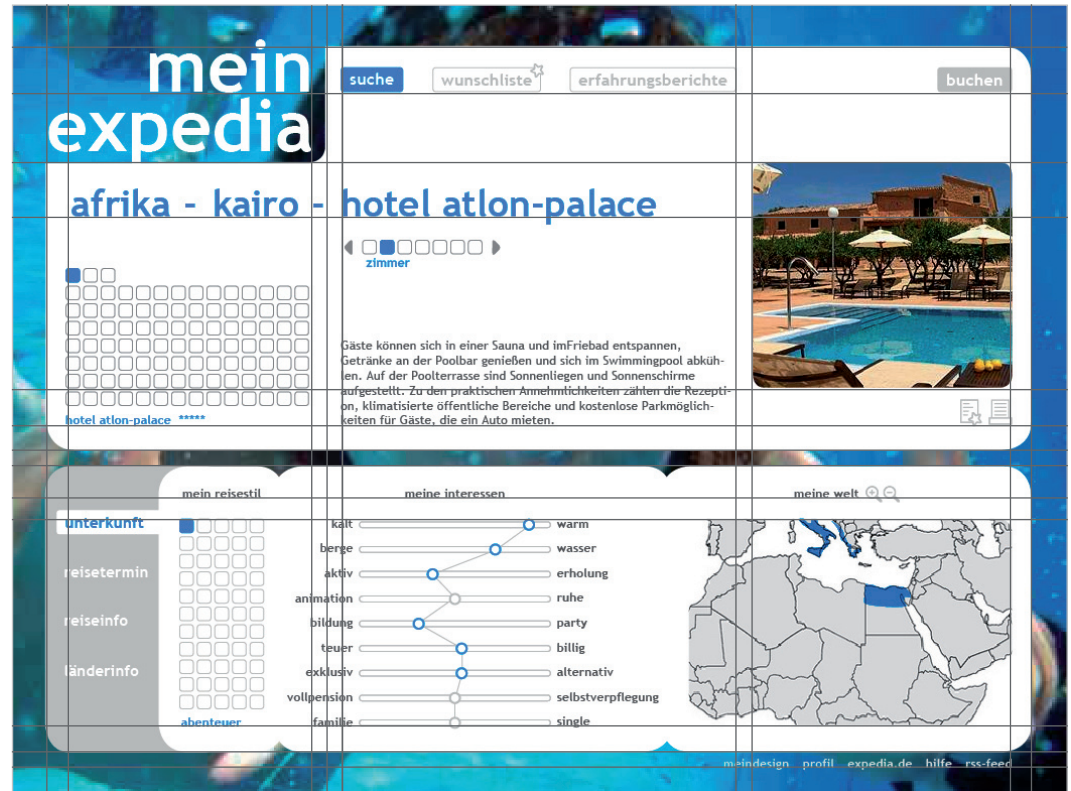 mein
expedia
suche wunschliste erfahrungsberichte buchen
afrika - kairo - hotel atlon-palace
zimmer
Gäste können sich in einer Sauna und imFriebad entspannen,
Getränke an der Poolbar genießen und sich im Swimmingpool abküh-
len. Auf der Poolterrasse sind Sonnenliegen und Sonnenschirme
aufgestellt. Zu den praktischen Annehmlichkeiten zählen die Rezepti-
on, klimatisierte öffentliche Bereiche und kostenlose Parkmöglich-
keiten für Gäste, die ein Auto mieten.
hotel atlon-palace *****
unterkunft
reisetermin
reiseinfo
länderinfo
mein reisestil
abenteuer
meine interessen
kalt warm
berge wasser
aktiv erholung
animation ruhe
bildung party
teuer billig
exklusiv alternativ
vollpension selbstverpflegung
familie single
meine welt
meindesign profil expedia.de hilfe rss-feed